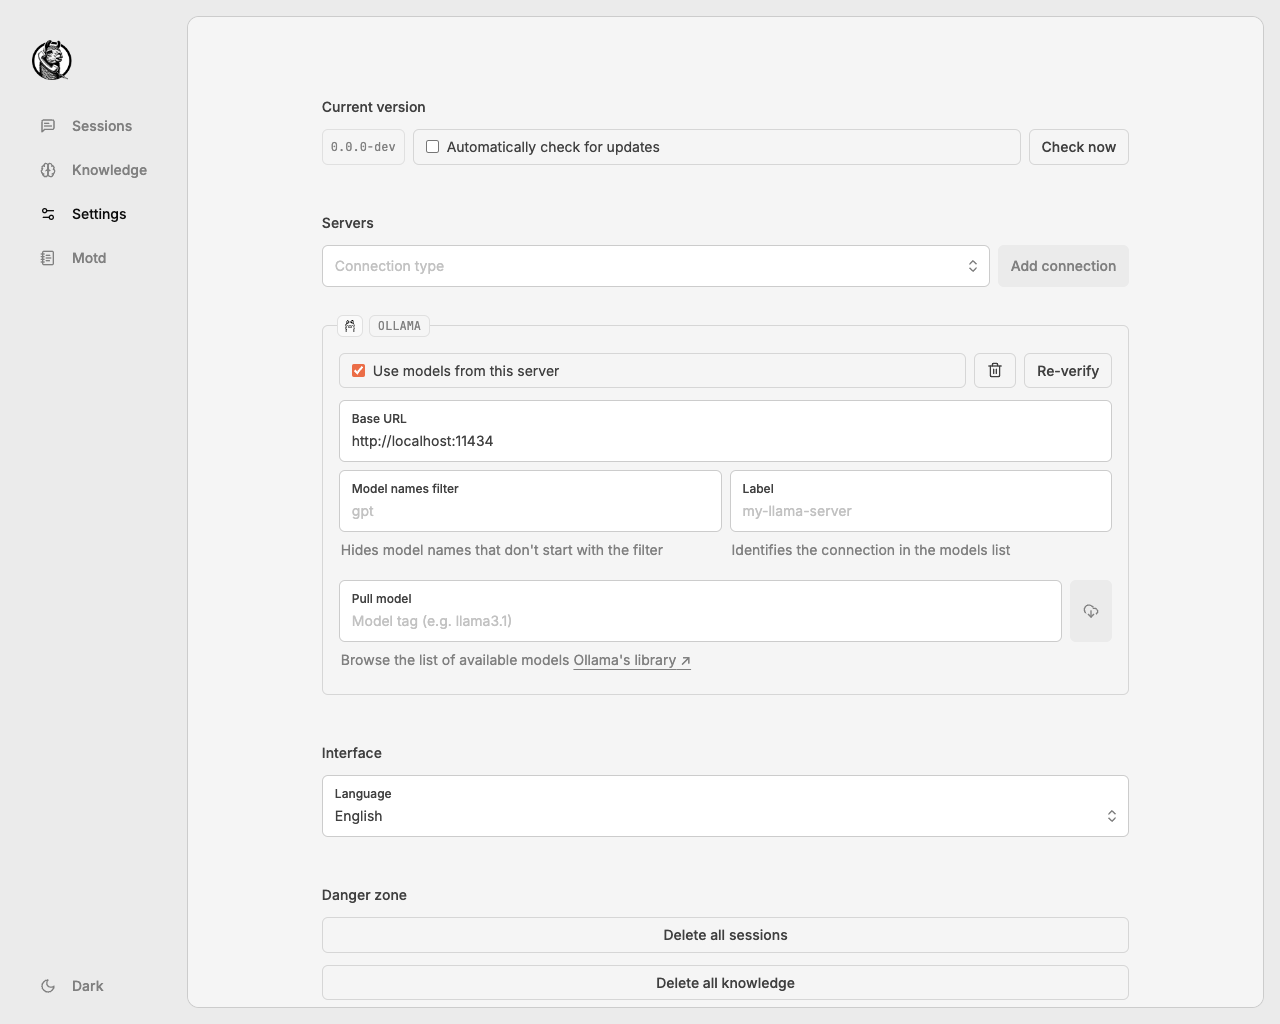 Sessions
Knowledge
Settings
Motd
Dark
Current version
0.0.0-dev
Automatically check for updates
Check now
Servers
Connection type
Add connection
OLLAMA
Use models from this server
Re-verify
Base URL
http://localhost:11434
Model names filter
gpt
Hides model names that don't start with the filter
Label
my-llama-server
Identifies the connection in the models list
Pull model
Model tag (e.g. llama3.1)
Browse the list of available models Ollama's library ↗
Interface
Language
English
Danger zone
Delete all sessions
Delete all knowledge